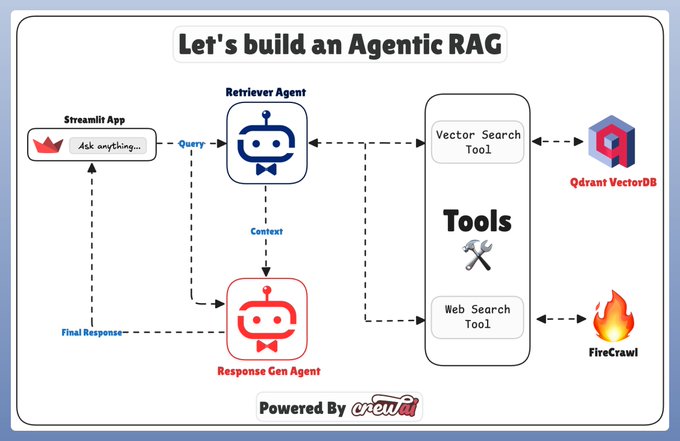 Let's build an Agentic RAG
Retriever Agent
Streamlit App
Ask anything...
Query
Vector Search
Tool
Qdrant VectorDB
Tools
Context
Web Search
Tool
Final Response
FireCrawl
Response Gen Agent
Powered By crewai